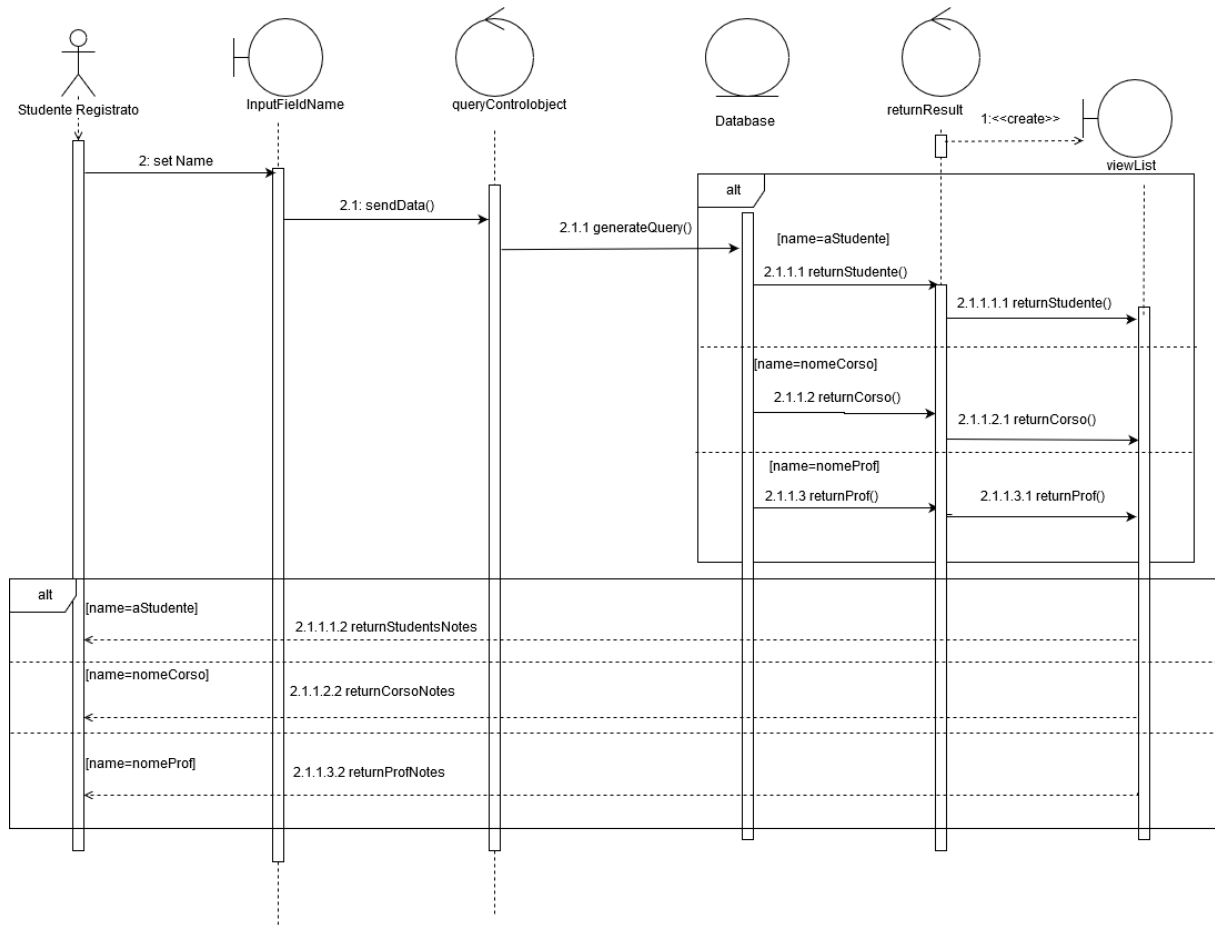 Studente Registrato
InputFieldName
queryControlobject
Database
returnResult
1:<<create>>
viewList
2: set Name
alt
2.1: sendData()
2.1.1 generateQuery()
[name=aStudente]
2.1.1.1 returnStudente()
2.1.1.1.1 returnStudente()
[name=nomeCorso]
2.1.1.2 returnCorso()
2.1.1.2.1 returnCorso()
[name=nomeProf]
2.1.1.3 returnProf()
2.1.1.3.1 returnProf()
alt
[name=aStudente]
2.1.1.1.2 returnStudentsNotes
[name=nomeCorso]
2.1.1.2.2 returnCorsoNotes
[name=nomeProf]
2.1.1.3.2 returnProfNotes